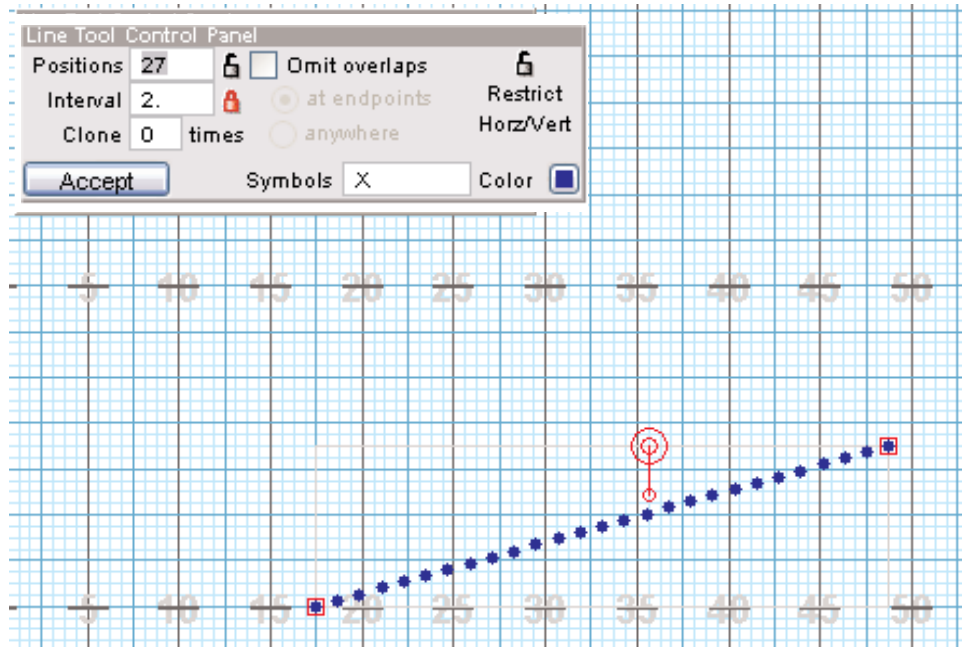 Line Tool Control Panel
Positions 27 Omit overlaps
Interval 2. at endpoints Restrict
Clone 0 times anywhere Horz/Vert
Accept Symbols X Color
5 10 15 20 25 30 35 40 45 50
5 10 20 25 30 35 40 45 50